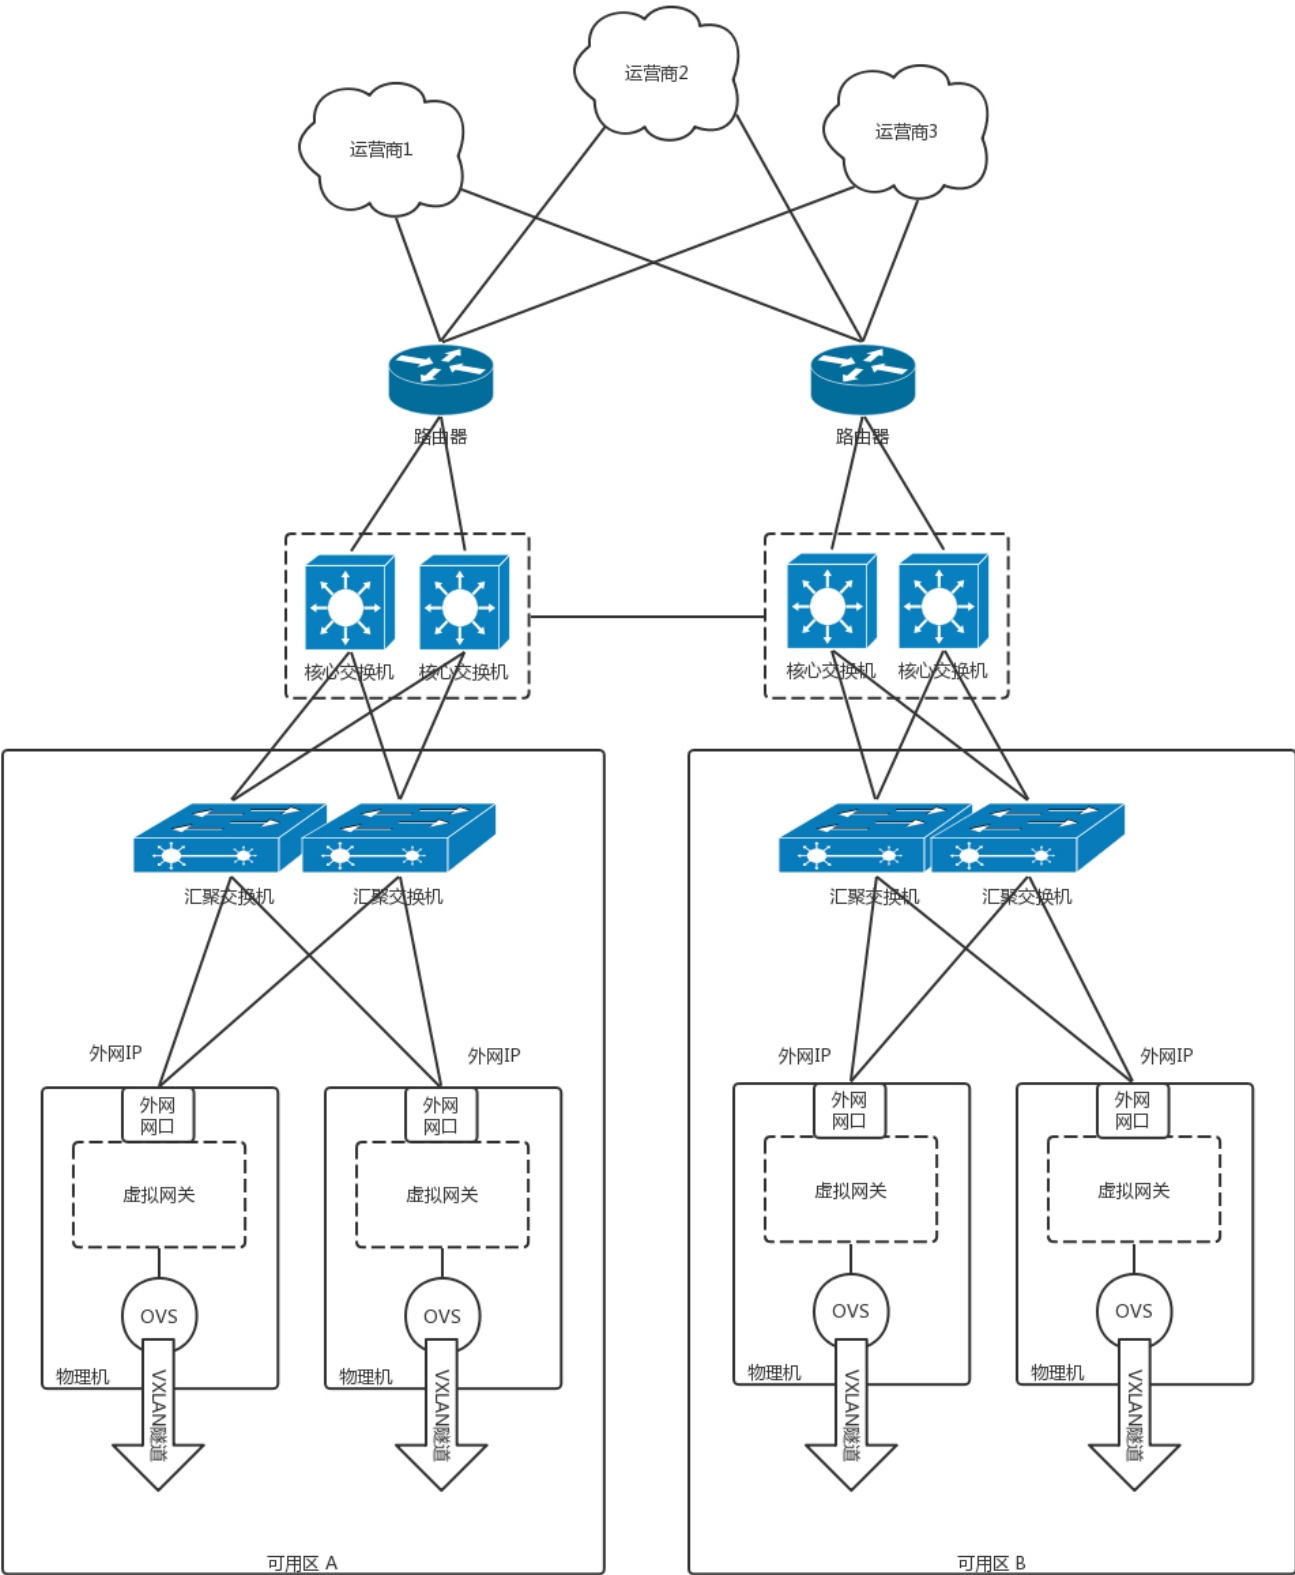 运营商2
运营商3
运营商1
路由器
路由器
核心交换机
核心交换机
核心交换机
核心交换机
汇聚交换机
汇聚交换机
汇聚交换机
汇聚交换机
外网IP
外网IP
外网IP
外网IP
外网
网口
外网
网口
外网
网口
外网
网口
虚拟网关
虚拟网关
虚拟网关
虚拟网关
OVS
OVS
OVS
OVS
物理机
物理机
物理机
物理机
VXLAN隧道
VXLAN隧道
VXLAN隧道
VXLAN隧道
可用区 A
可用区 B